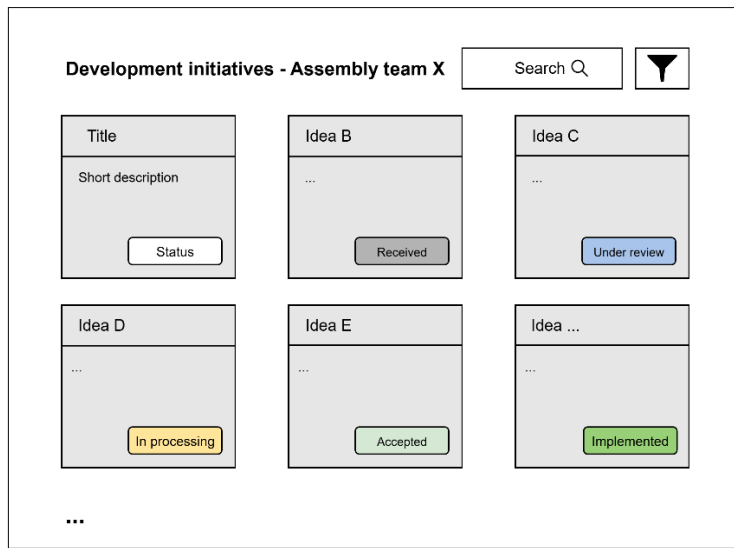 Development initiatives - Assembly team X
Search
Title
Idea B
Idea C
Short description
...
...
Status
Received
Under review
Idea D
Idea E
Idea ...
...
...
...
In processing
Accepted
Implemented
...